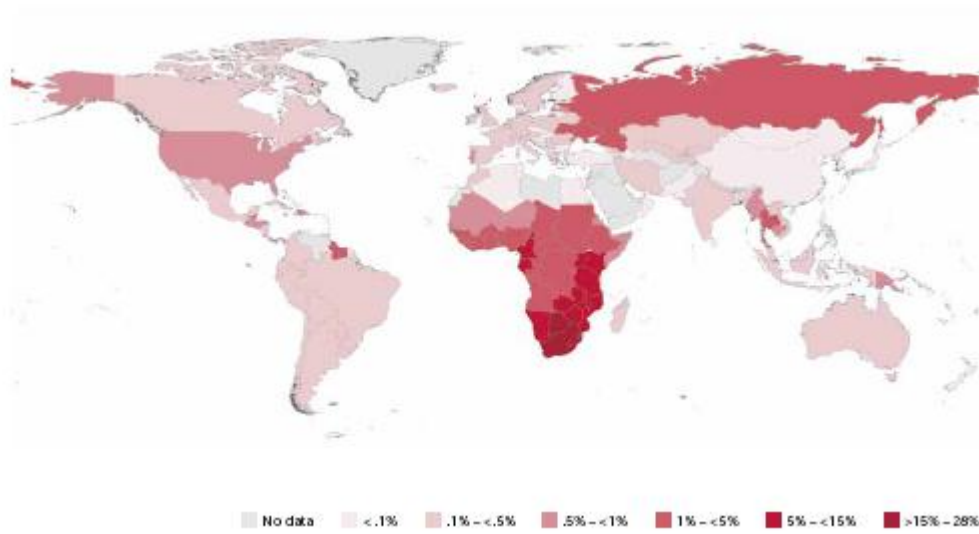 No data   < .1%   .1% – <.5%   .5% – <1%   1% – <5%   5% – <15%   >15% – 28%